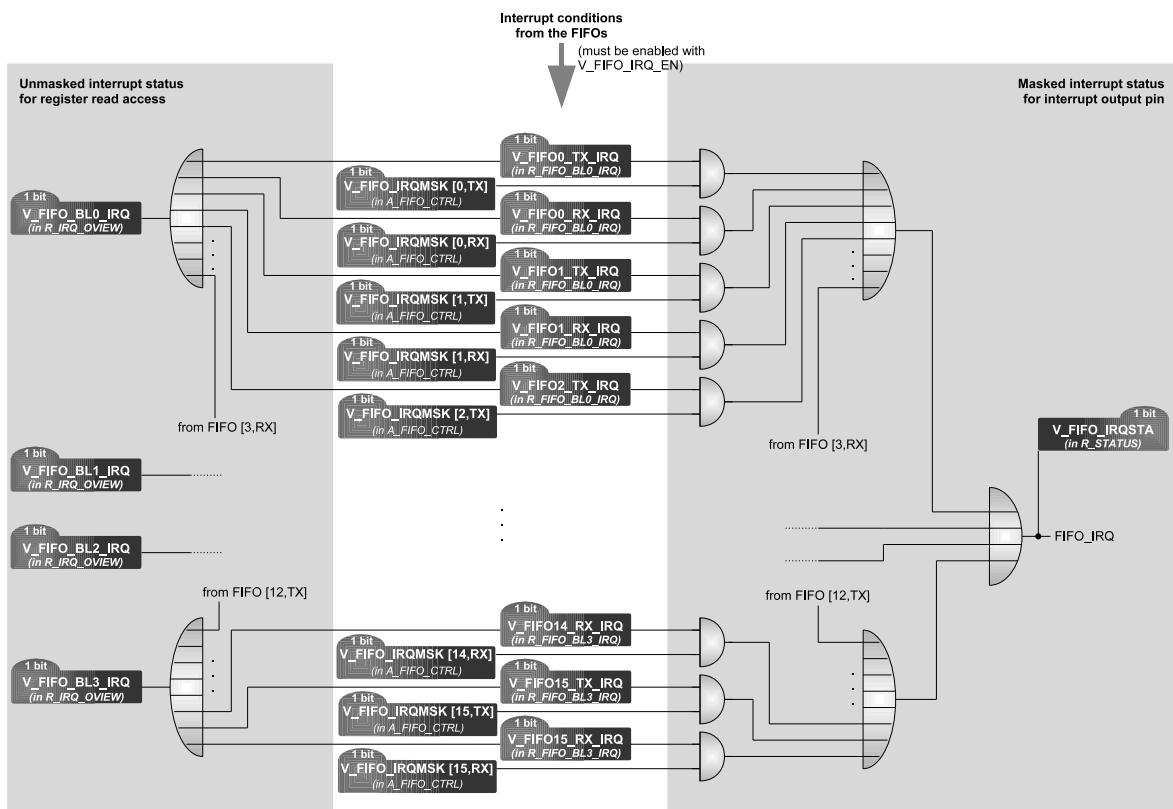 Interrupt conditions
from the FIFOs
(must be enabled with
V_FIFO_IRQ_EN)
Unmasked interrupt status
for register read access
Masked interrupt status
for interrupt output pin
1 bit
V_FIFO0_TX_IRQ
(in R_FIFO_BL0_IRQ)
1 bit
V_FIFO_IRQMSK [0,TX]
(in A_FIFO_CTRL)
1 bit
V_FIFO_BL0_IRQ
(in R_IRQ_OVIEW)
1 bit
V_FIFO0_RX_IRQ
(in R_FIFO_BL0_IRQ)
1 bit
V_FIFO_IRQMSK [0,RX]
(in A_FIFO_CTRL)
1 bit
V_FIFO1_TX_IRQ
(in R_FIFO_BL0_IRQ)
1 bit
V_FIFO_IRQMSK [1,TX]
(in A_FIFO_CTRL)
1 bit
V_FIFO1_RX_IRQ
(in R_FIFO_BL0_IRQ)
1 bit
V_FIFO_IRQMSK [1,RX]
(in A_FIFO_CTRL)
1 bit
V_FIFO2_TX_IRQ
(in R_FIFO_BL0_IRQ)
1 bit
V_FIFO_IRQMSK [2,TX]
(in A_FIFO_CTRL)
from FIFO [3,RX]
from FIFO [3,RX]
1 bit
V_FIFO_IRQSTA
(in R_STATUS)
1 bit
V_FIFO_BL1_IRQ
(in R_IRQ_OVIEW)
1 bit
V_FIFO_BL2_IRQ
(in R_IRQ_OVIEW)
FIFO_IRQ
from FIFO [12,TX]
from FIFO [12,TX]
1 bit
V_FIFO14_RX_IRQ
(in R_FIFO_BL3_IRQ)
1 bit
V_FIFO_IRQMSK [14,RX]
(in A_FIFO_CTRL)
1 bit
V_FIFO_BL3_IRQ
(in R_IRQ_OVIEW)
1 bit
V_FIFO15_TX_IRQ
(in R_FIFO_BL3_IRQ)
1 bit
V_FIFO_IRQMSK [15,TX]
(in A_FIFO_CTRL)
1 bit
V_FIFO15_RX_IRQ
(in R_FIFO_BL3_IRQ)
1 bit
V_FIFO_IRQMSK [15,RX]
(in A_FIFO_CTRL)